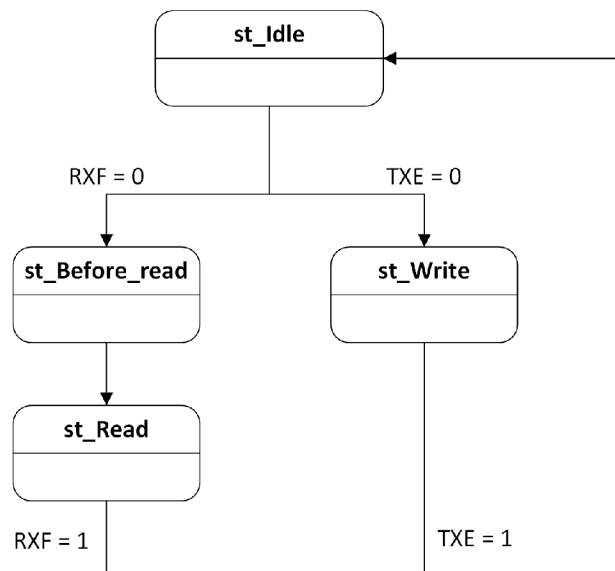 st_Idle
RXF = 0
TXE = 0
st_Before_read
st_Write
st_Read
RXF = 1
TXE = 1